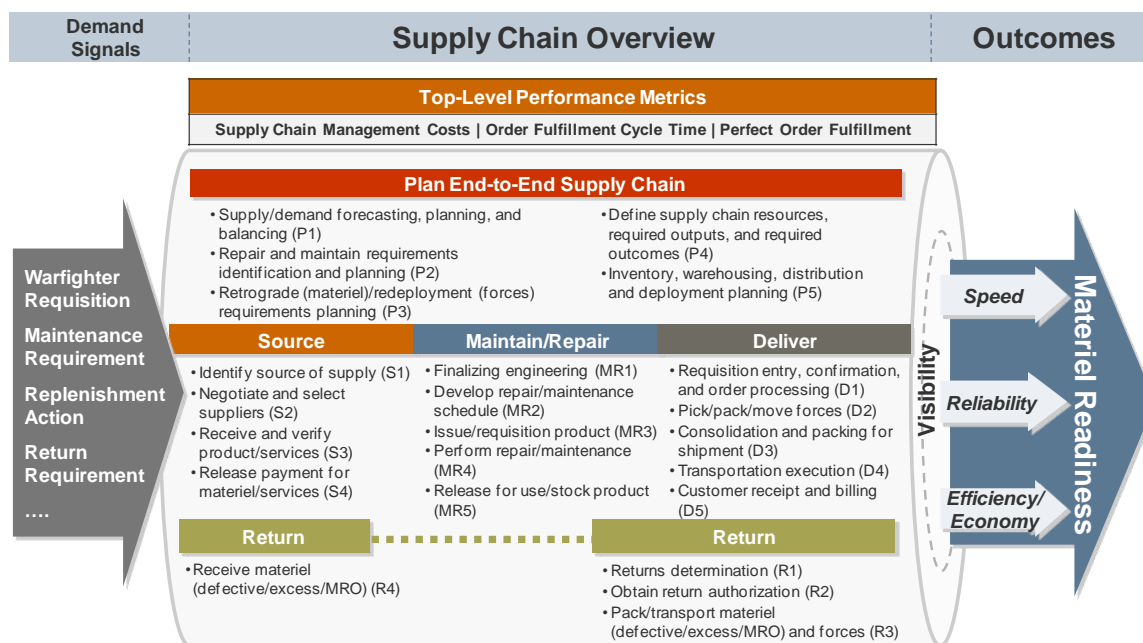 Demand
Signals
Supply Chain Overview
Outcomes
Top-Level Performance Metrics
Supply Chain Management Costs | Order Fulfillment Cycle Time | Perfect Order Fulfillment
Plan End-to-End Supply Chain
• Supply/demand forecasting, planning, and
balancing (P1)
• Repair and maintain requirements
identification and planning (P2)
• Retrograde (materiel)/redeployment (forces)
requirements planning (P3)
• Define supply chain resources,
required outputs, and required
outcomes (P4)
• Inventory, warehousing, distribution
and deployment planning (P5)
Warfighter
Requisition
Maintenance
Requirement
Replenishment
Action
Return
Requirement
....
Source
• Identify source of supply (S1)
• Negotiate and select
suppliers (S2)
• Receive and verify
product/services (S3)
• Release payment for
materiel/services (S4)
Maintain/Repair
• Finalizing engineering (MR1)
• Develop repair/maintenance
schedule (MR2)
• Issue/requisition product (MR3)
• Perform repair/maintenance
(MR4)
• Release for use/stock product
(MR5)
Deliver
• Requisition entry, confirmation,
and order processing (D1)
• Pick/pack/move forces (D2)
• Consolidation and packing for
shipment (D3)
• Transportation execution (D4)
• Customer receipt and billing
(D5)
Return
• Receive materiel
(defective/excess/MRO) (R4)
Return
• Returns determination (R1)
• Obtain return authorization (R2)
• Pack/transport materiel
(defective/excess/MRO) and forces (R3)
Visibility
Speed
Reliability
Efficiency/
Economy
Materiel Readiness